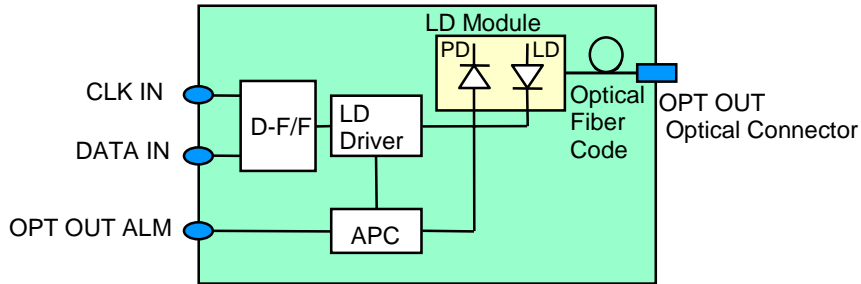 LD Module
PD
LD
CLK IN
D-F/F
LD
Driver
Optical
Fiber
Code
OPT OUT
Optical Connector
DATA IN
OPT OUT ALM
APC